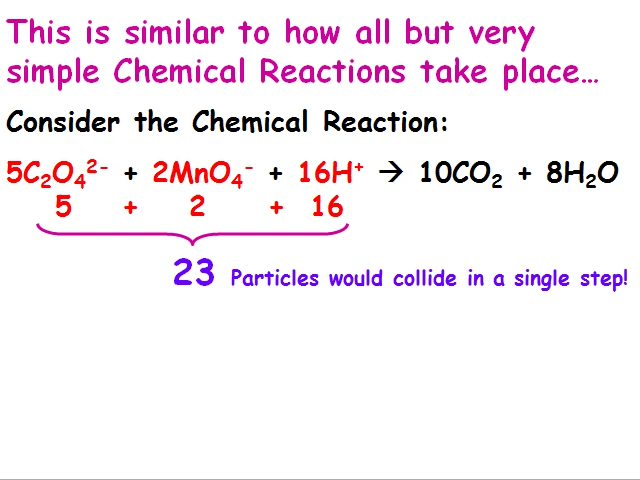 This is similar to how all but very
simple Chemical Reactions take place…
Consider the Chemical Reaction:
5C₂O₄²⁻ + 2MnO₄⁻ + 16H⁺ → 10CO₂ + 8H₂O
5 + 2 + 16
23 Particles would collide in a single step!